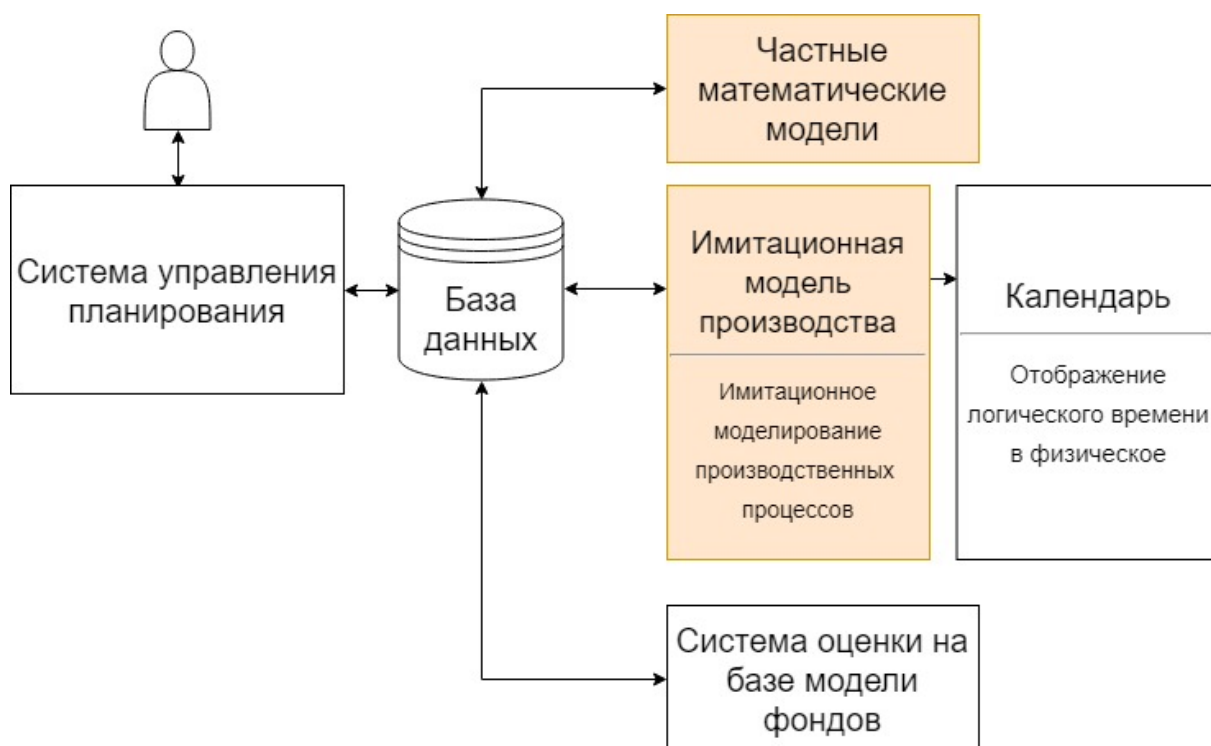 Частные
математические
модели
Система управления
планирования
База
данных
Имитационная
модель
производства
Имитационное
моделирование
производственных
процессов
Календарь
Отображение
логического времени
в физическое
Система оценки на
базе модели
фондов